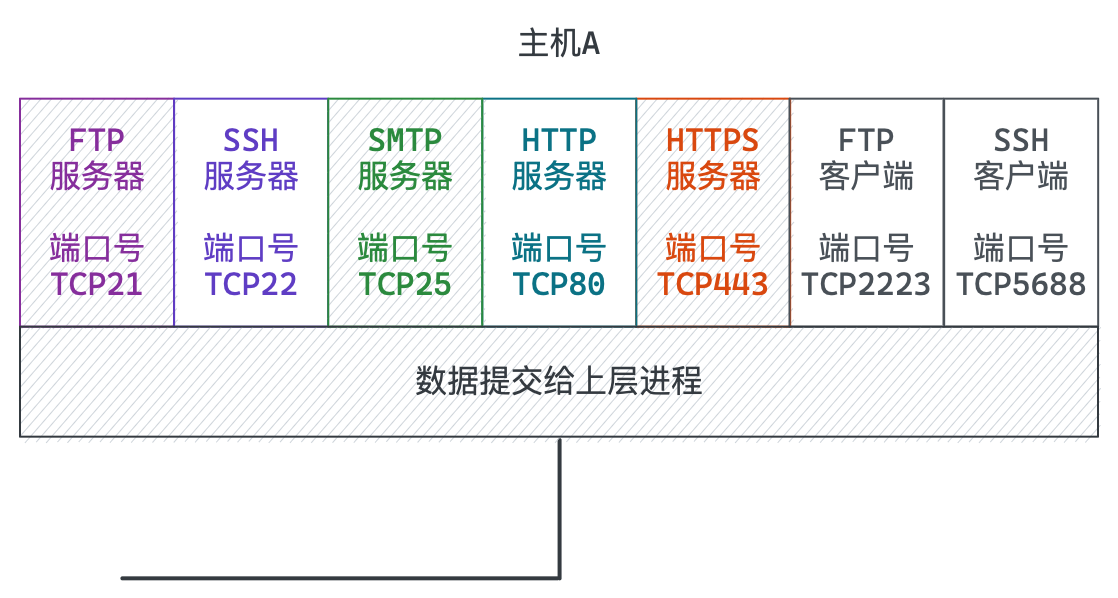 主机A
FTP
服务器
端口号
TCP21
SSH
服务器
端口号
TCP22
SMTP
服务器
端口号
TCP25
HTTP
服务器
端口号
TCP80
HTTPS
服务器
端口号
TCP443
FTP
客户端
端口号
TCP2223
SSH
客户端
端口号
TCP5688
数据提交给上层进程